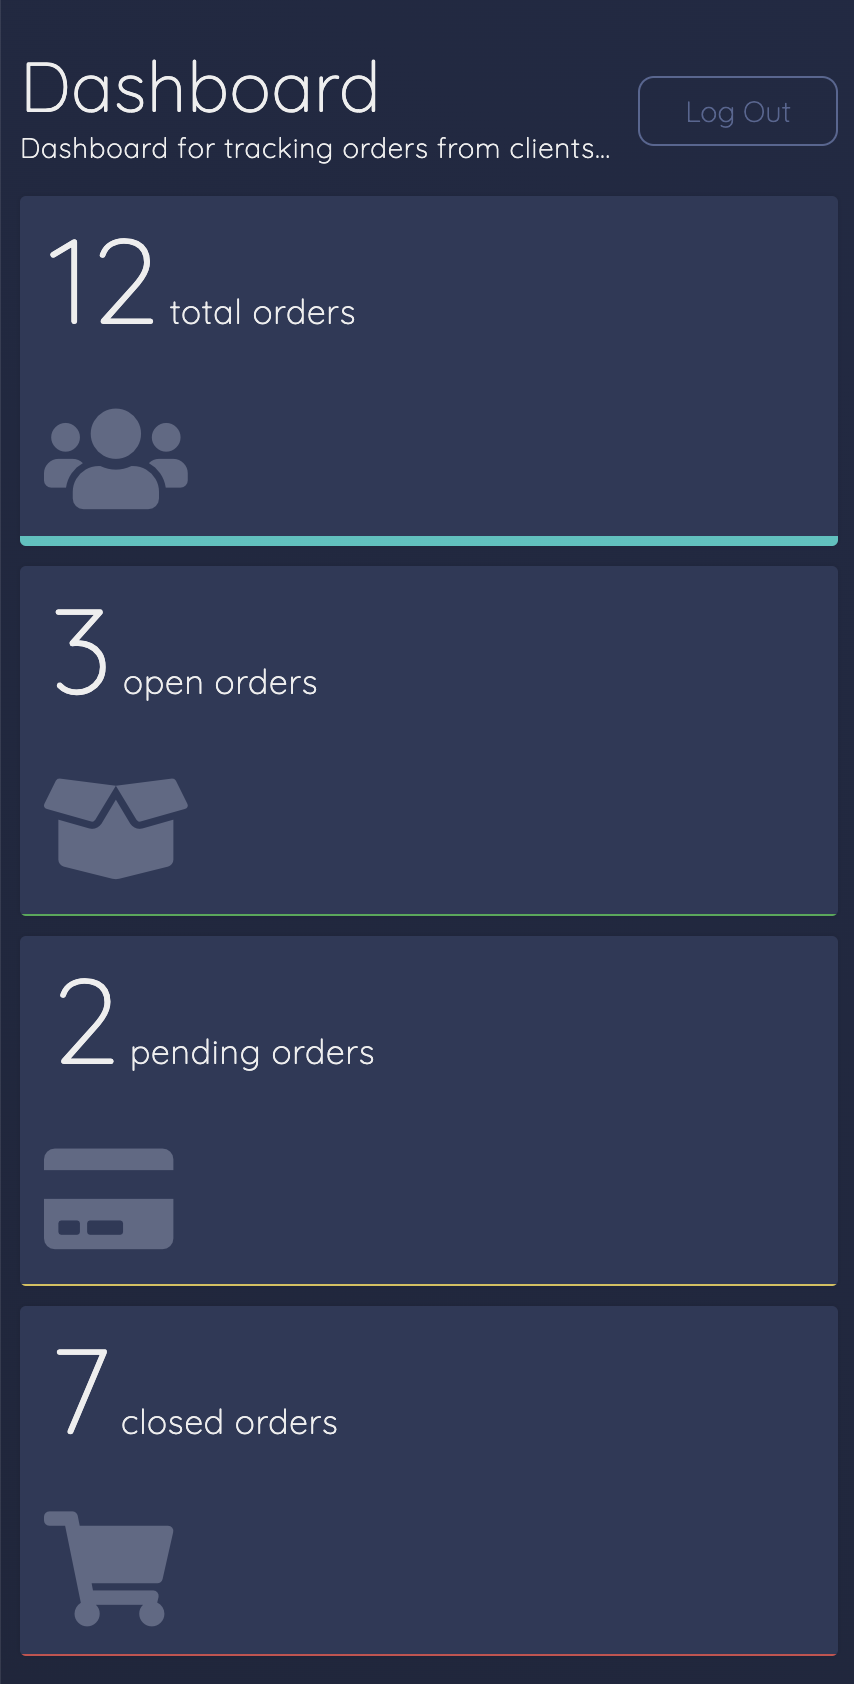 Dashboard
Log Out
Dashboard for tracking orders from clients...
12 total orders
3 open orders
2 pending orders
7 closed orders